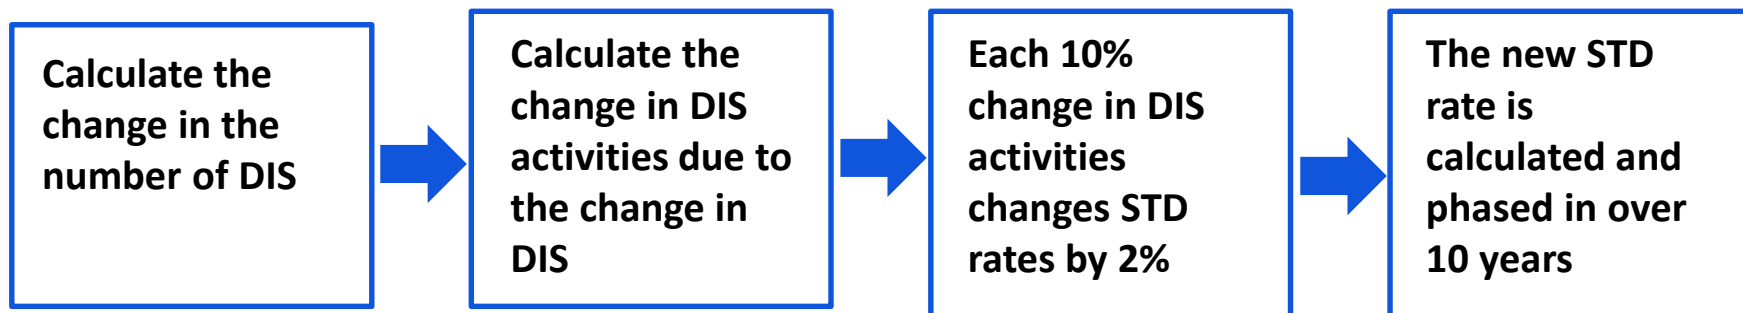 Calculate the
change in the
number of DIS
Calculate the
change in DIS
activities due to
the change in
DIS
Each 10%
change in DIS
activities
changes STD
rates by 2%
The new STD
rate is
calculated and
phased in over
10 years